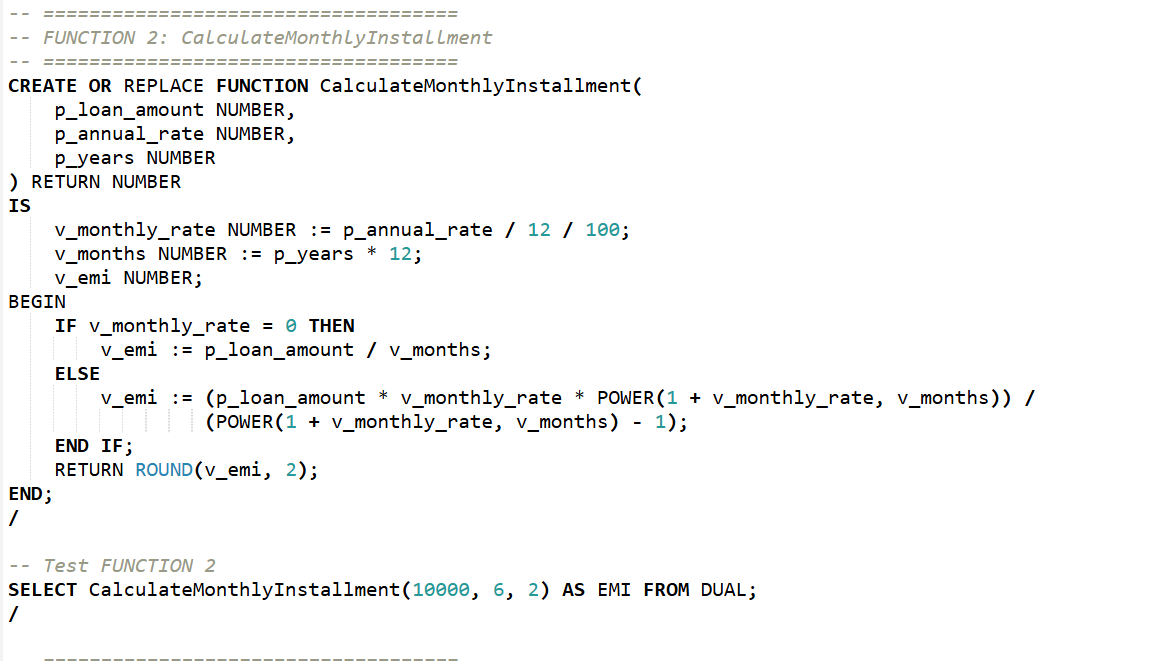 -- ====================================
-- FUNCTION 2: CalculateMonthlyInstallment
-- ====================================
CREATE OR REPLACE FUNCTION CalculateMonthlyInstallment(
    p_loan_amount NUMBER,
    p_annual_rate NUMBER,
    p_years NUMBER
) RETURN NUMBER
IS
    v_monthly_rate NUMBER := p_annual_rate / 12 / 100;
    v_months NUMBER := p_years * 12;
    v_emi NUMBER;
BEGIN
    IF v_monthly_rate = 0 THEN
        v_emi := p_loan_amount / v_months;
    ELSE
        v_emi := (p_loan_amount * v_monthly_rate * POWER(1 + v_monthly_rate, v_months)) /
                 (POWER(1 + v_monthly_rate, v_months) - 1);
    END IF;
    RETURN ROUND(v_emi, 2);
END;
/
-- Test FUNCTION 2
SELECT CalculateMonthlyInstallment(10000, 6, 2) AS EMI FROM DUAL;
/
   ====================================